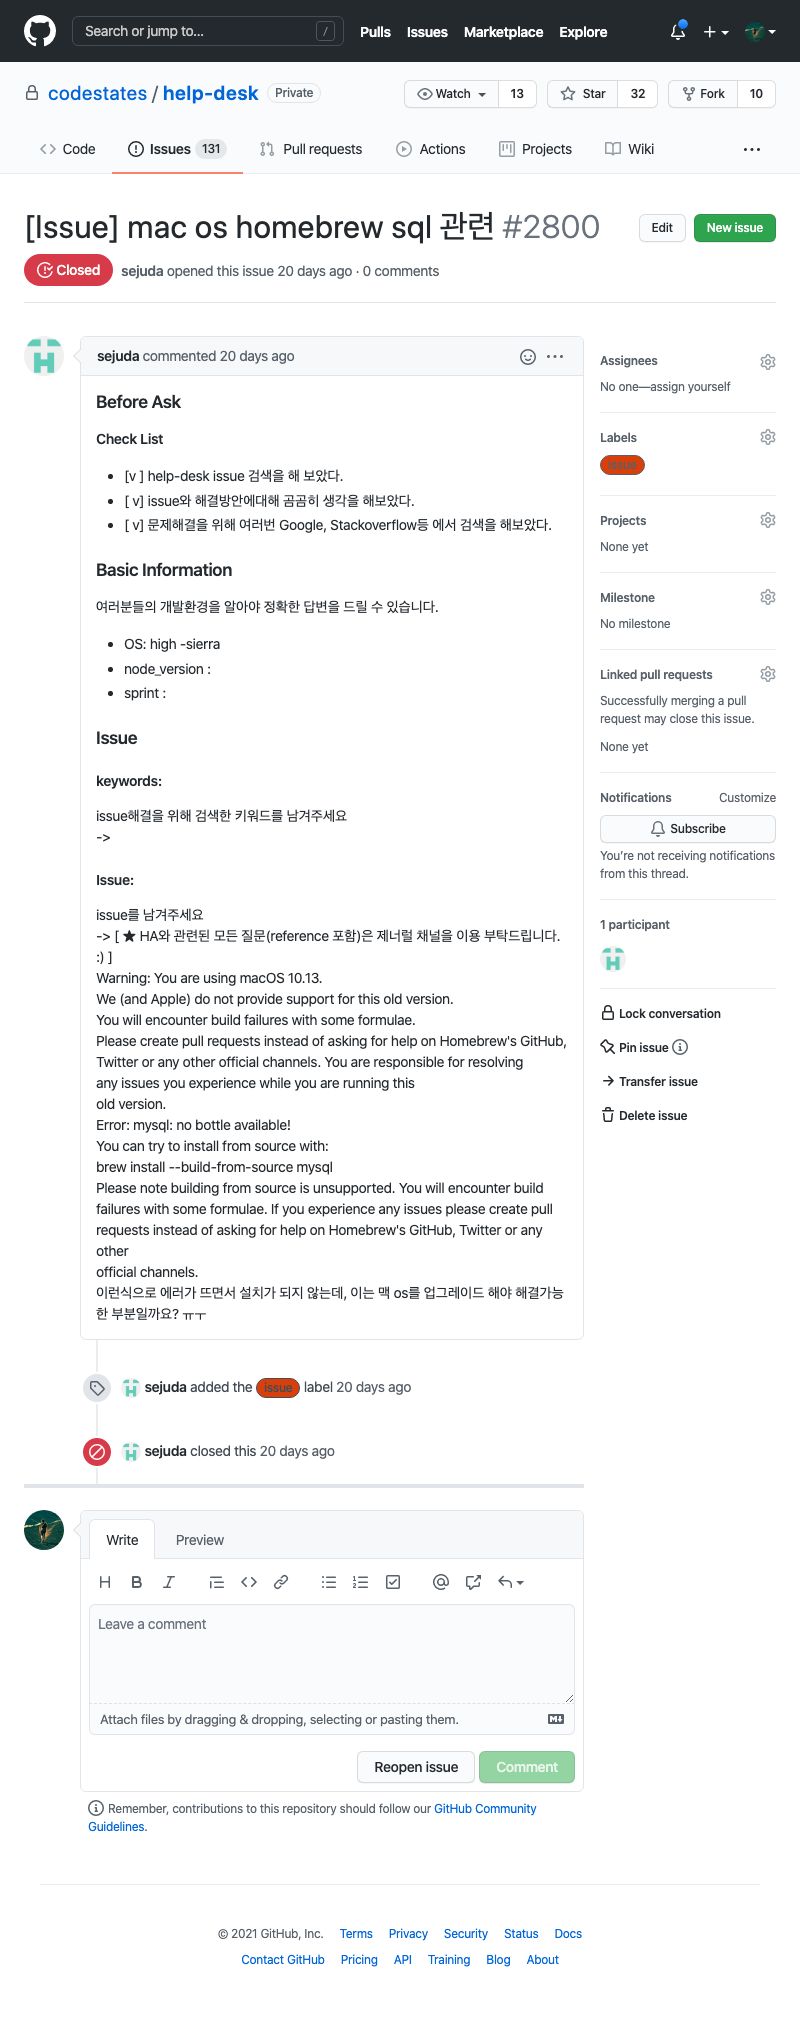 Search or jump to... /
Pulls Issues Marketplace Explore
codestates / help-desk Private
Watch 13 Star 32 Fork 10
Code Issues 131 Pull requests Actions Projects Wiki ...
[Issue] mac os homebrew sql 관련 #2800
Edit New issue
Closed sejuda opened this issue 20 days ago · 0 comments
sejuda commented 20 days ago
Before Ask
Check List
• [v ] help-desk issue 검색을 해 보았다.
• [ v] issue와 해결방안에대해 곰곰히 생각을 해보았다.
• [ v] 문제해결을 위해 여러번 Google, Stackoverflow등 에서 검색을 해보았다.
Basic Information
여러분들의 개발환경을 알아야 정확한 답변을 드릴 수 있습니다.
• OS: high -sierra
• node_version :
• sprint :
Issue
keywords:
issue해결을 위해 검색한 키워드를 남겨주세요
->
Issue:
issue를 남겨주세요
-> [ ★ HA와 관련된 모든 질문(reference 포함)은 제너럴 채널을 이용 부탁드립니다.
:) ]
Warning: You are using macOS 10.13.
We (and Apple) do not provide support for this old version.
You will encounter build failures with some formulae.
Please create pull requests instead of asking for help on Homebrew's GitHub,
Twitter or any other official channels. You are responsible for resolving
any issues you experience while you are running this
old version.
Error: mysql: no bottle available!
You can try to install from source with:
brew install --build-from-source mysql
Please note building from source is unsupported. You will encounter build
failures with some formulae. If you experience any issues please create pull
requests instead of asking for help on Homebrew's GitHub, Twitter or any
other
official channels.
이런식으로 에러가 뜨면서 설치가 되지 않는데, 이는 맥 os를 업그레이드 해야 해결가능
한 부분일까요? ㅠㅜ
sejuda added the issue label 20 days ago
sejuda closed this 20 days ago
Assignees
No one—assign yourself
Labels
issue
Projects
None yet
Milestone
No milestone
Linked pull requests
Successfully merging a pull
request may close this issue.
None yet
Notifications Customize
Subscribe
You're not receiving notifications
from this thread.
1 participant
Lock conversation
Pin issue
Transfer issue
Delete issue
Write Preview
Leave a comment
Attach files by dragging & dropping, selecting or pasting them.
Reopen issue Comment
Remember, contributions to this repository should follow our GitHub Community
Guidelines.
© 2021 GitHub, Inc. Terms Privacy Security Status Docs
Contact GitHub Pricing API Training Blog About